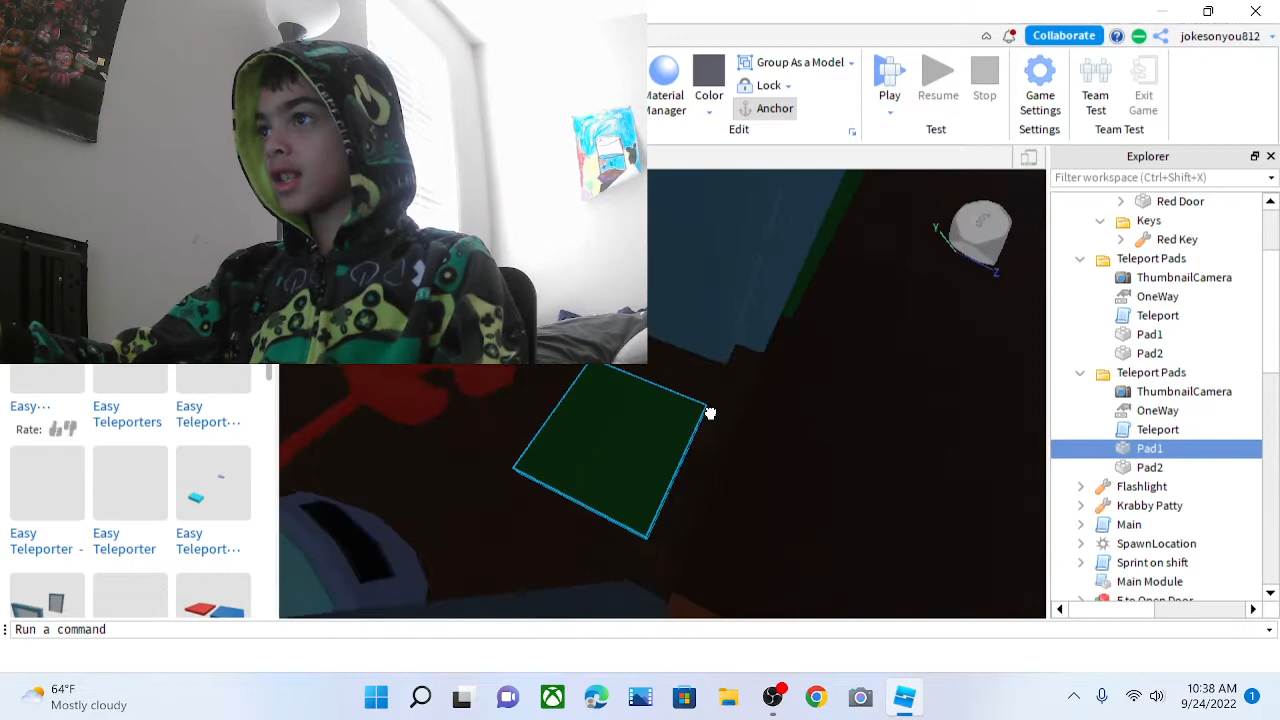 Collaborate
jokesonyou812
Material
Manager
Color
Group As a Model
Lock
Anchor
Edit
Play
Resume
Stop
Test
Game
Settings
Settings
Team
Test
Exit
Game
Team Test
Explorer
Filter workspace (Ctrl+Shift+X)
Red Door
Keys
Red Key
Teleport Pads
ThumbnailCamera
OneWay
Teleport
Pad1
Pad2
Teleport Pads
ThumbnailCamera
OneWay
Teleport
Pad1
Pad2
Flashlight
Krabby Patty
Main
SpawnLocation
Sprint on shift
Main Module
E to Open Door
Y
Z
Easy...
Rate:
Easy
Teleporters
Easy
Teleport...
Easy
Teleporter -
Easy
Teleporter
Easy
Teleport...
Run a command
64°F
Mostly cloudy
10:38 AM
9/24/2022
1